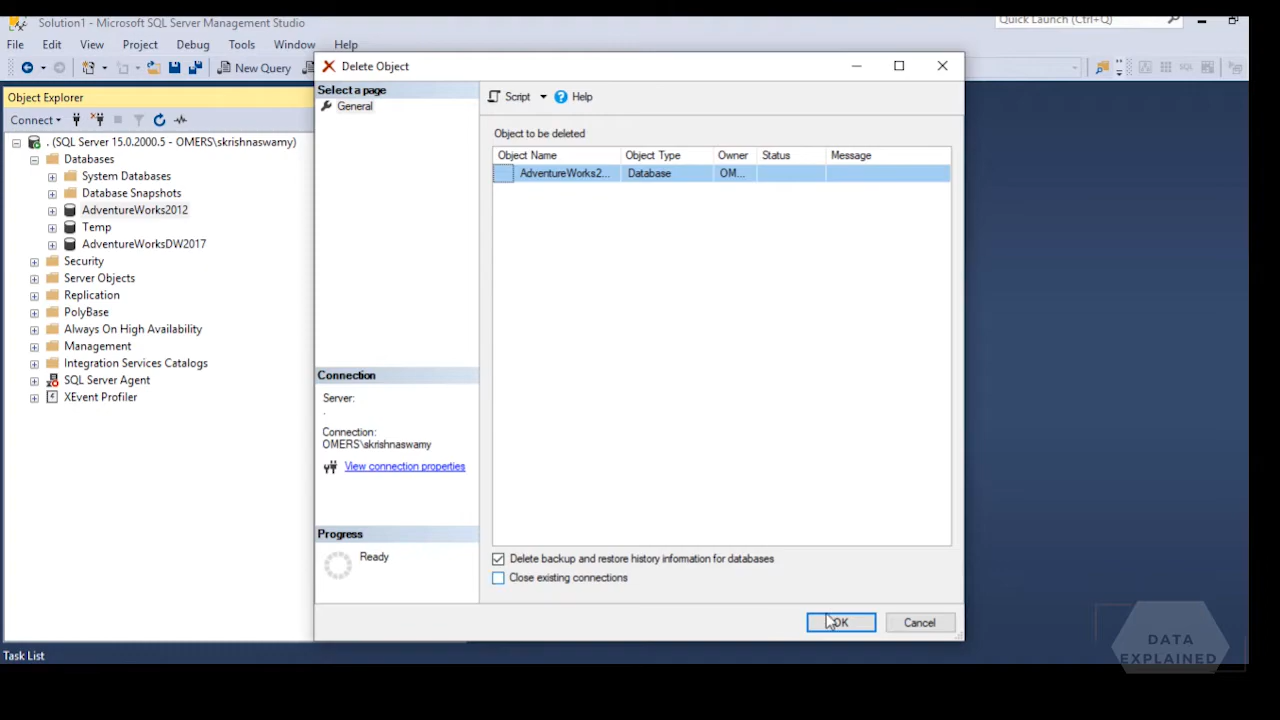 Solution1 - Microsoft SQL Server Management Studio
Quick Launch (Ctrl+Q)
File Edit View Project Debug Tools Window Help
New Query
Object Explorer
Connect
. (SQL Server 15.0.2000.5 - OMERS\skrishnaswamy)
Databases
System Databases
Database Snapshots
AdventureWorks2012
Temp
AdventureWorksDW2017
Security
Server Objects
Replication
PolyBase
Always On High Availability
Management
Integration Services Catalogs
SQL Server Agent
XEvent Profiler
Task List
Delete Object
Select a page
General
Connection
Server:
.
Connection:
OMERS\skrishnaswamy
View connection properties
Progress
Ready
Script Help
Object to be deleted
Object Name Object Type Owner Status Message
AdventureWorks2... Database OM...
Delete backup and restore history information for databases
Close existing connections
OK Cancel
DATA
EXPLAINED